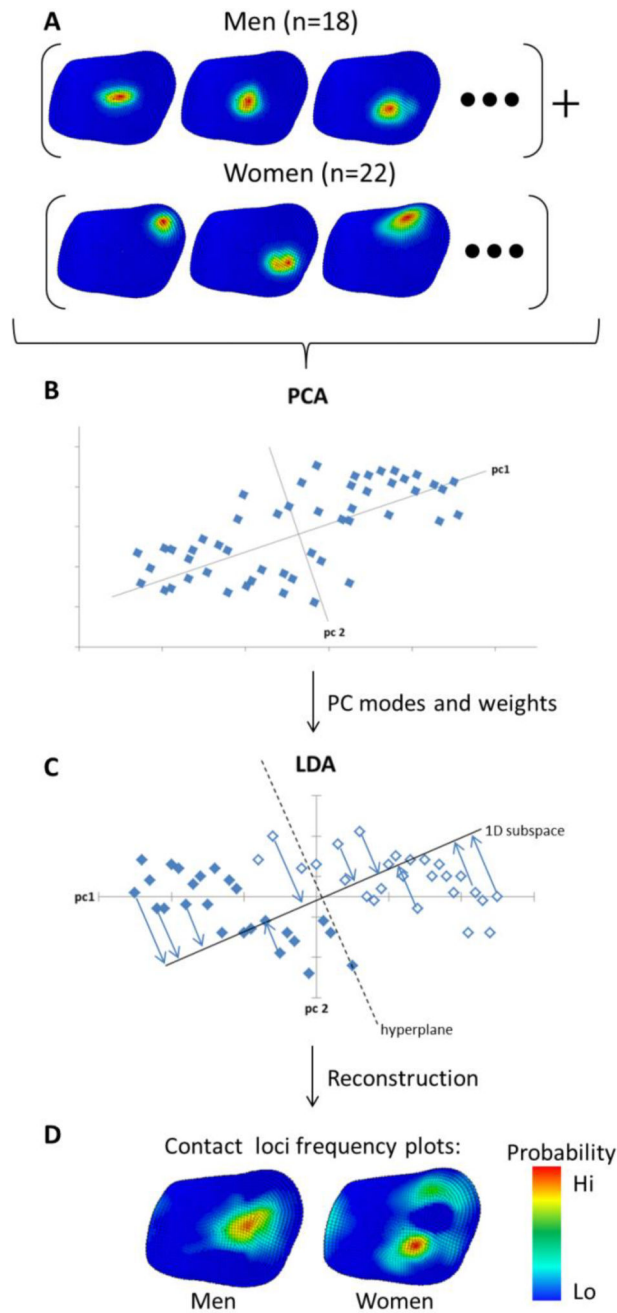 A
Men (n=18)
+
Women (n=22)
B
PCA
pc1
pc 2
PC modes and weights
C
LDA
1D subspace
pc1
pc 2
hyperplane
Reconstruction
D
Contact loci frequency plots:
Probability
Hi
Lo
Men
Women